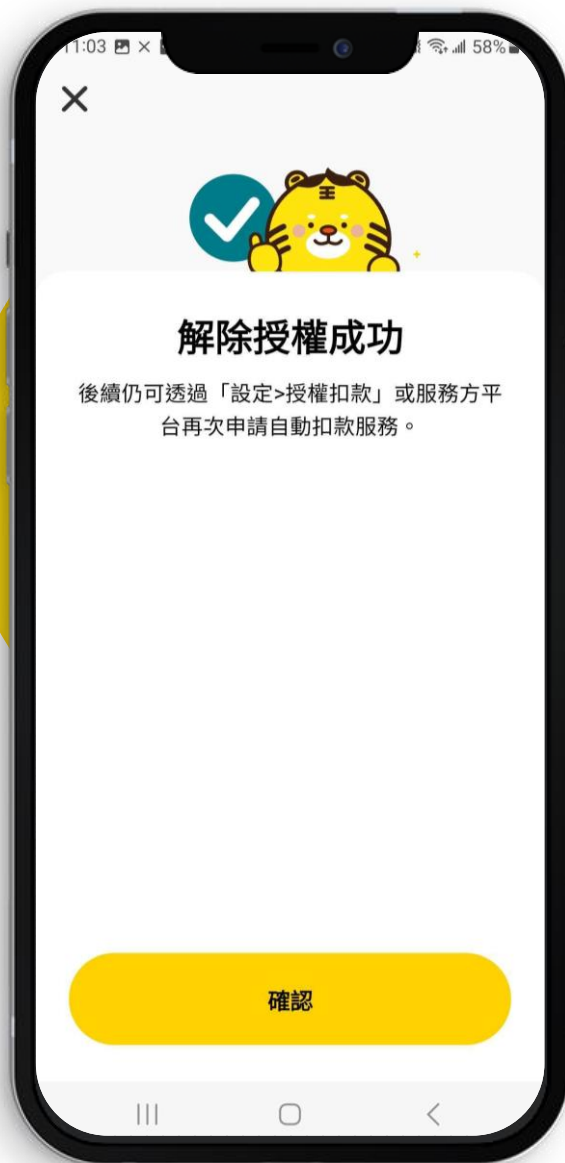 11:03
58%
王
解除授權成功
後續仍可透過「設定>授權扣款」或服務方平
台再次申請自動扣款服務。
確認